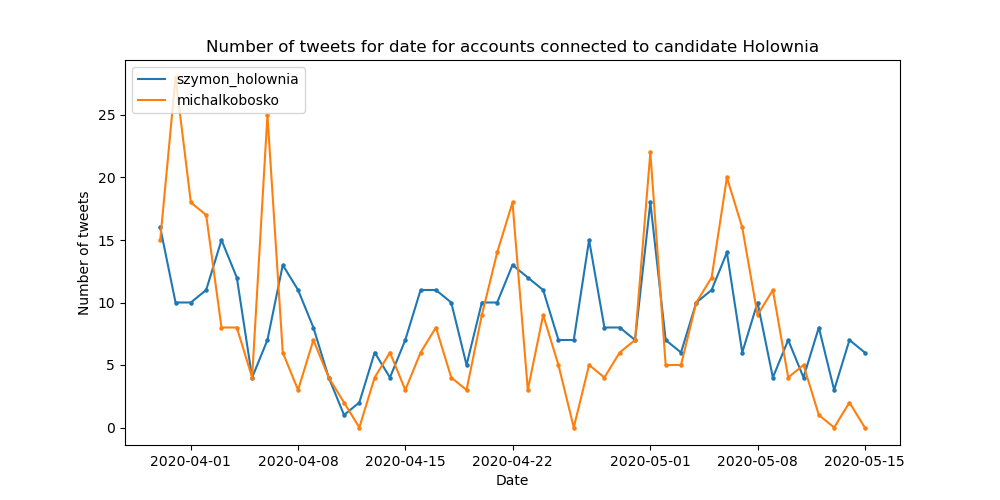 Number of tweets for date for accounts connected to candidate Holownia
szymon_holownia
michalkobosko
Number of tweets
25
20
15
10
5
0
2020-04-01 2020-04-08 2020-04-15 2020-04-22 2020-05-01 2020-05-08 2020-05-15
Date